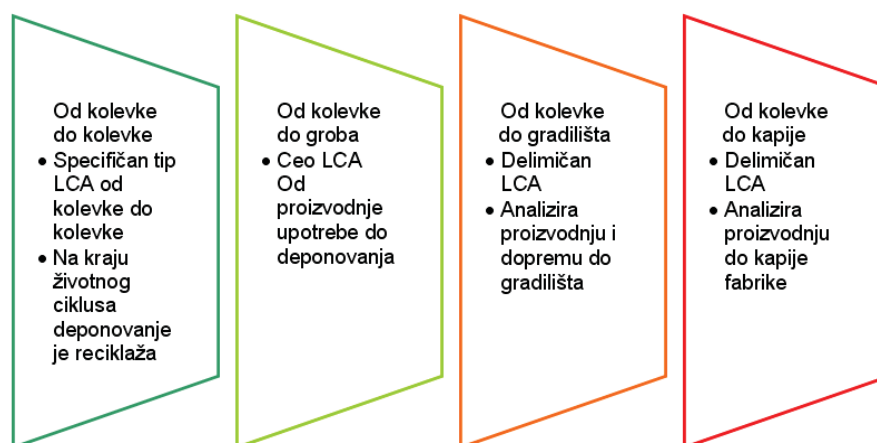 Od kolevke
do kolevke
• Specifičan tip
LCA od
kolevke do
kolevke
• Na kraju
životnog
ciklusa
deponovanje
je reciklaža
Od kolevke
do groba
• Ceo LCA
Od
proizvodnje
upotrebe do
deponovanja
Od kolevke
do gradilišta
• Delimičan
LCA
• Analizira
proizvodnju i
dopremu do
gradilišta
Od kolevke
do kapije
• Delimičan
LCA
• Analizira
proizvodnju
do kapije
fabrike